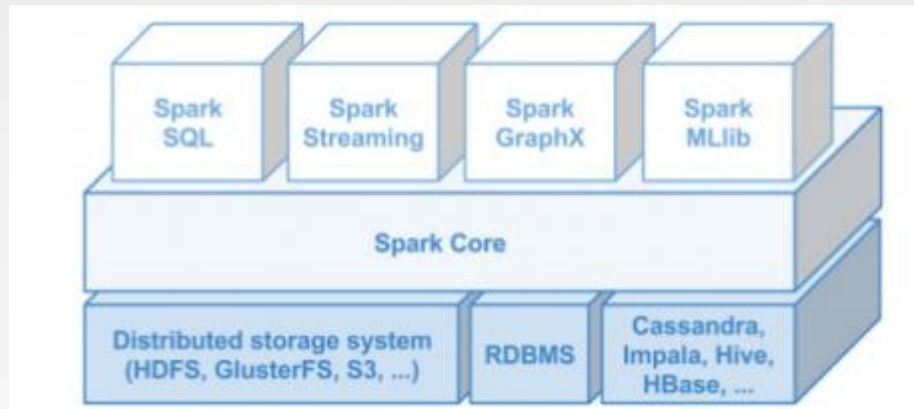 Spark
SQL
Spark
Streaming
Spark
GraphX
Spark
MLlib
Spark Core
Distributed storage system
(HDFS, GlusterFS, S3, ...)
RDBMS
Cassandra,
Impala, Hive,
HBase, ...